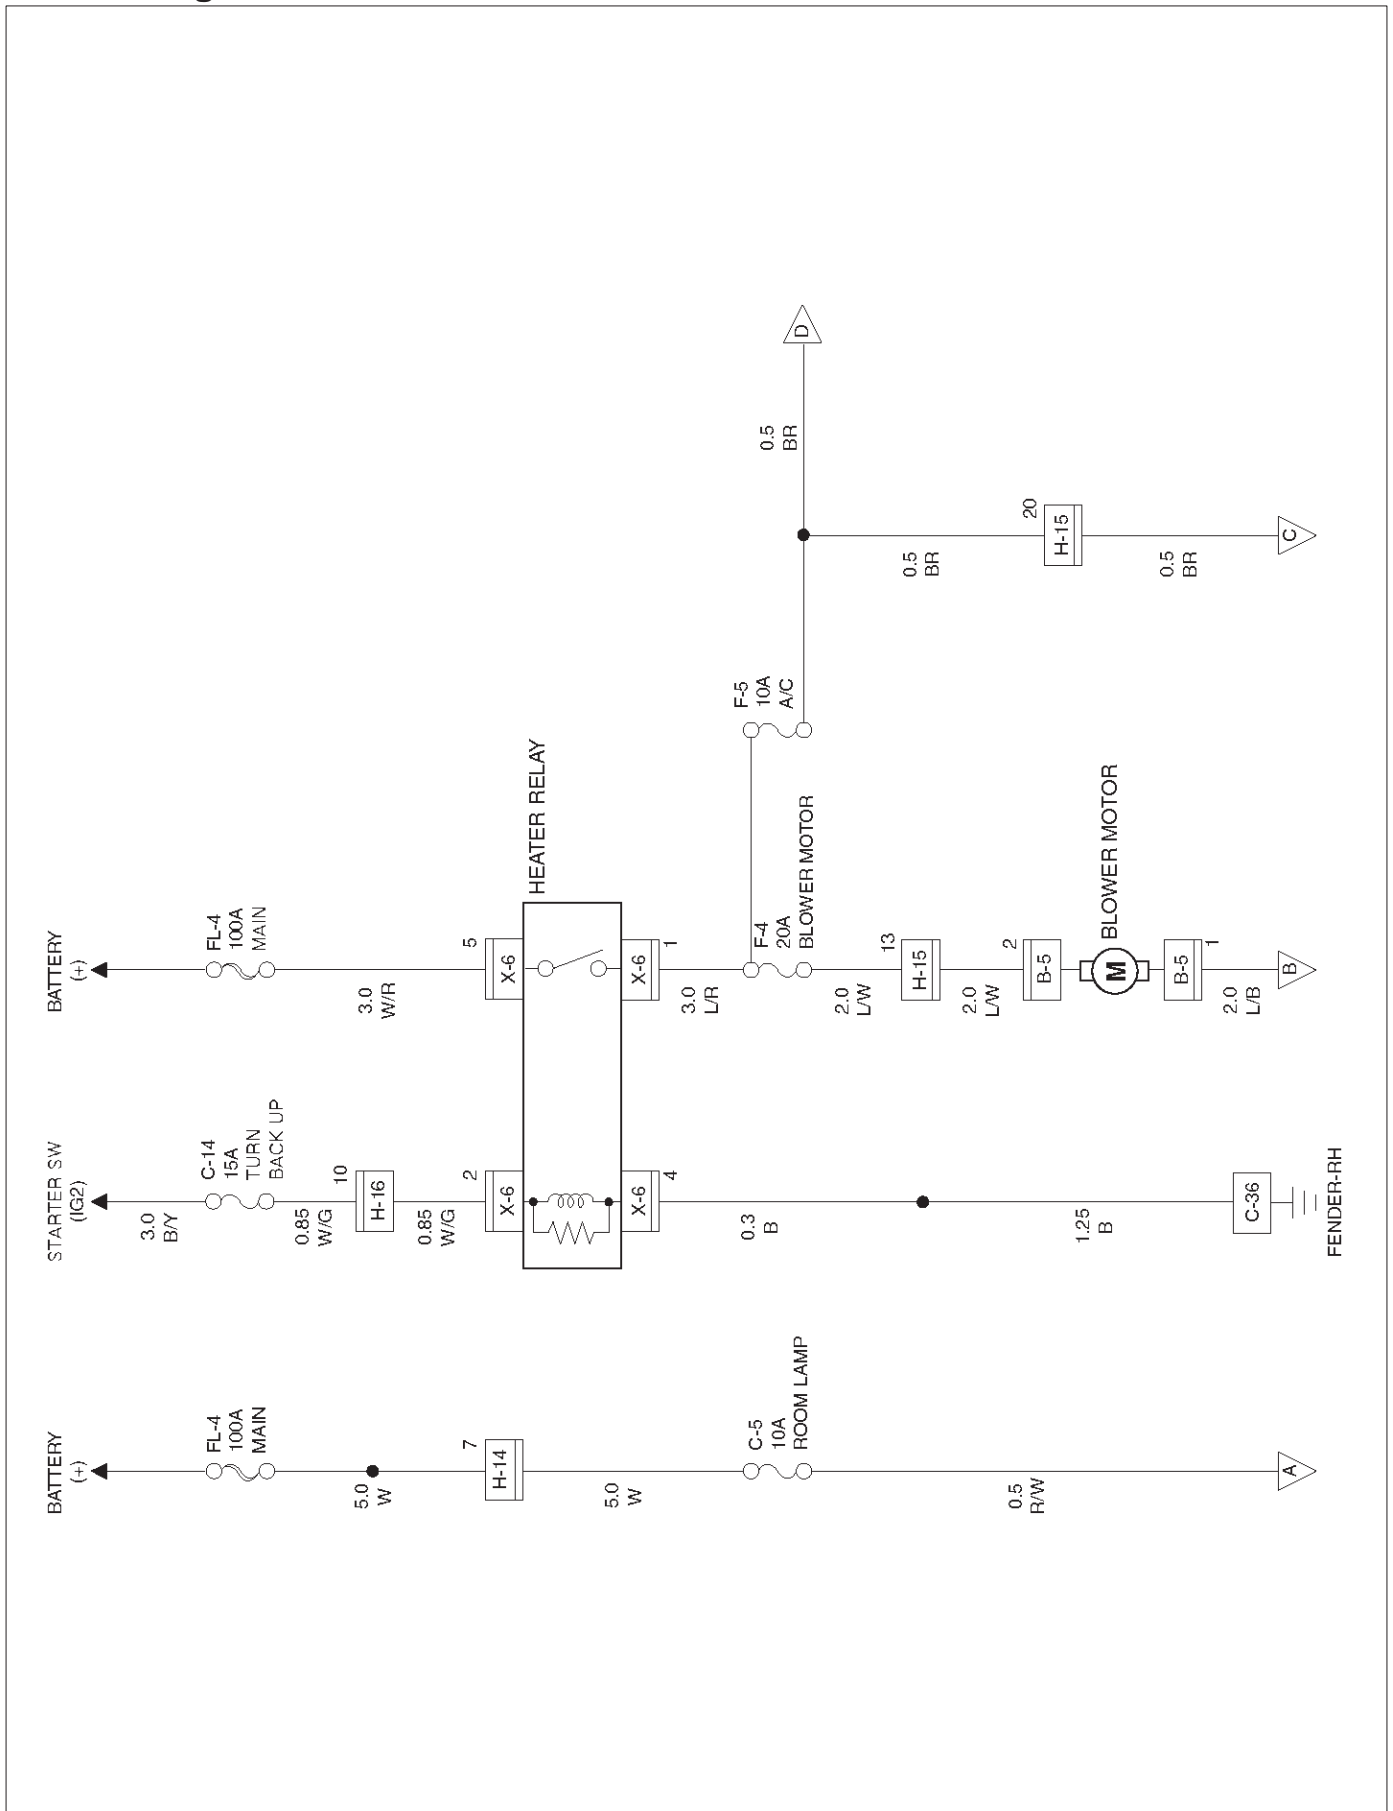 BATTERY
(+)
FL-4
100A
MAIN
5.0
W
7
H-14
5.0
W
C-5
10A
ROOM LAMP
0.5
R/W
A
STARTER SW
(IG2)
3.0
B/Y
C-14
15A
TURN
BACK UP
0.85
W/G
10
H-16
0.85
W/G
2
X-6
X-6
4
0.3
B
1.25
B
C-36
FENDER-RH
BATTERY
(+)
FL-4
100A
MAIN
3.0
W/R
5
X-6
HEATER RELAY
X-6
1
3.0
L/R
F-4
20A
BLOWER MOTOR
2.0
L/W
13
H-15
2.0
L/W
2
B-5
M
BLOWER MOTOR
B-5
1
2.0
L/B
B
F-5
10A
A/C
0.5
BR
D
0.5
BR
20
H-15
0.5
BR
C